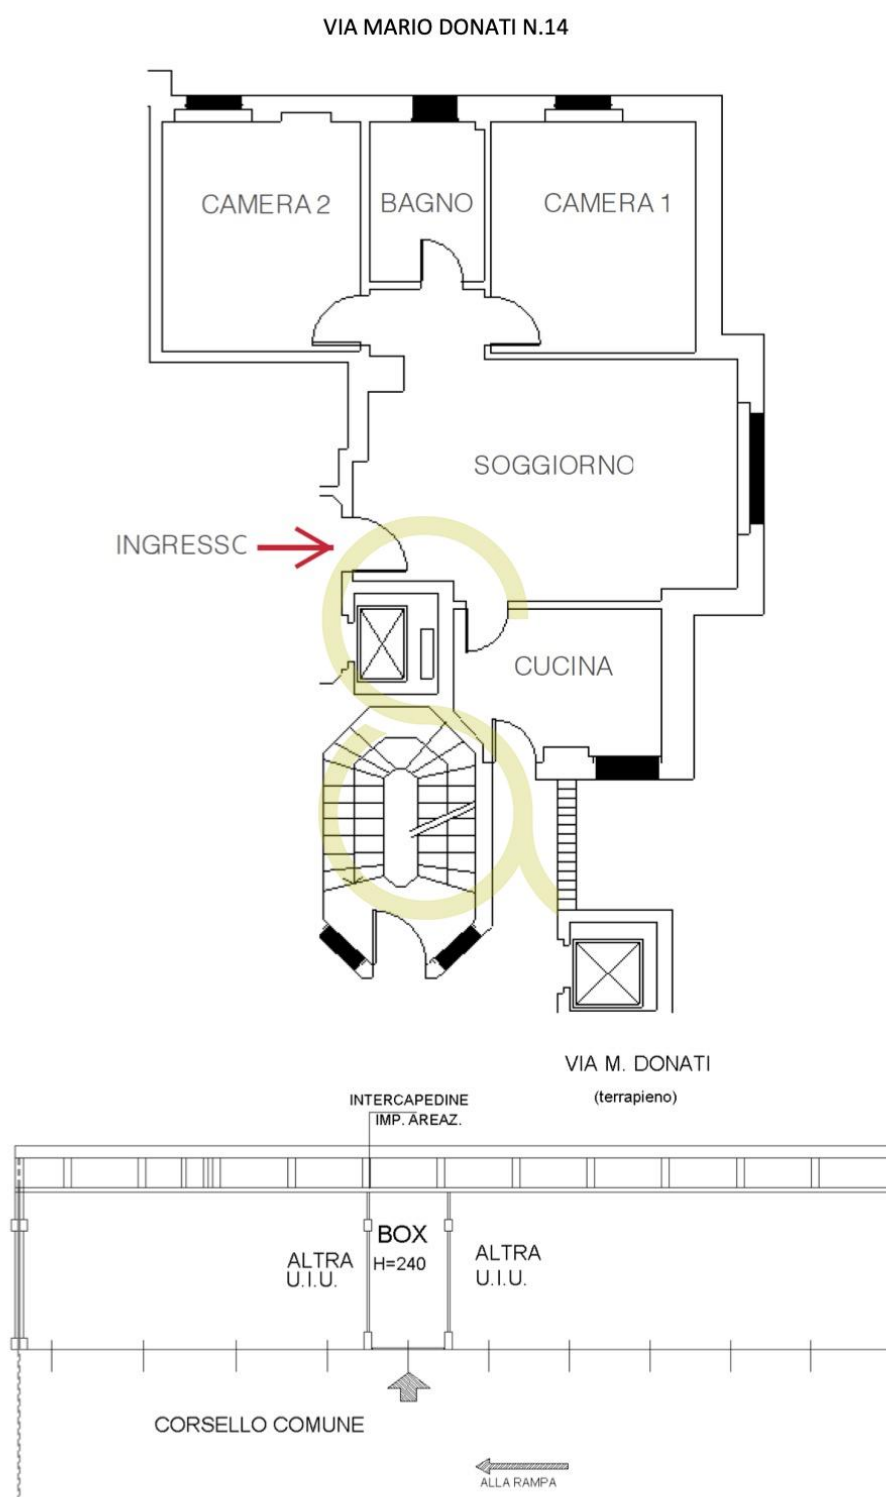 VIA MARIO DONATI N.14
CAMERA 2
BAGNO
CAMERA 1
SOGGIORNO
INGRESSO
CUCINA
VIA M. DONATI
(terrapieno)
INTERCAPEDINE
IMP. AREAZ.
BOX
H=240
ALTRA
U.I.U.
ALTRA
U.I.U.
CORSELLO COMUNE
ALLA RAMPA